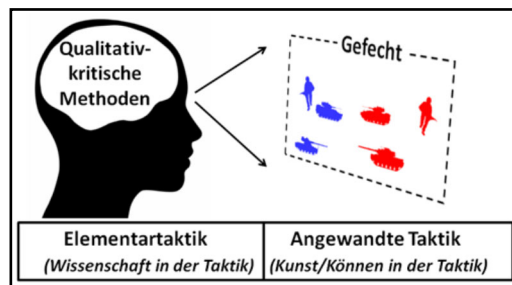 Qualitativ-
kritische
Methoden
Gefecht
Elementartaktik
(Wissenschaft in der Taktik)
Angewandte Taktik
(Kunst/Können in der Taktik)